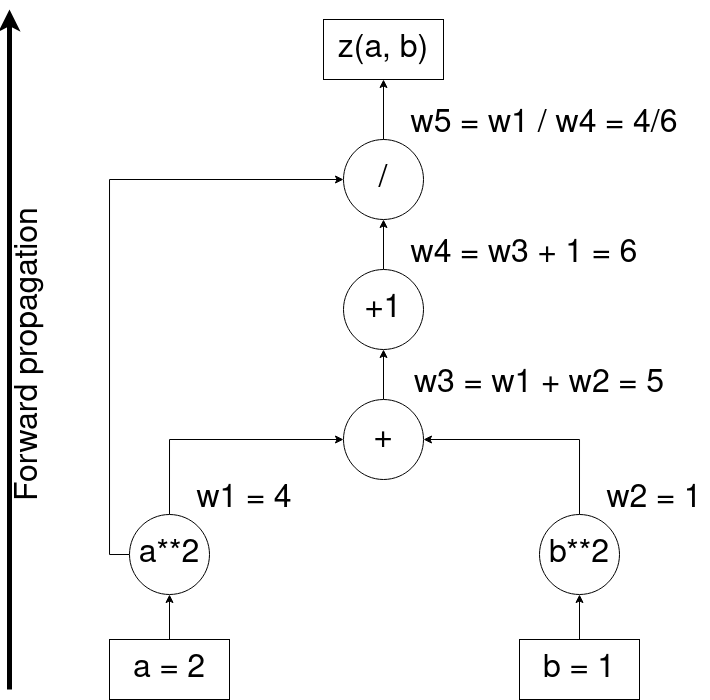 z(a, b)
w5 = w1 / w4 = 4/6
/
w4 = w3 + 1 = 6
+1
w3 = w1 + w2 = 5
+
w1 = 4
w2 = 1
a**2
b**2
a = 2
b = 1
Forward propagation